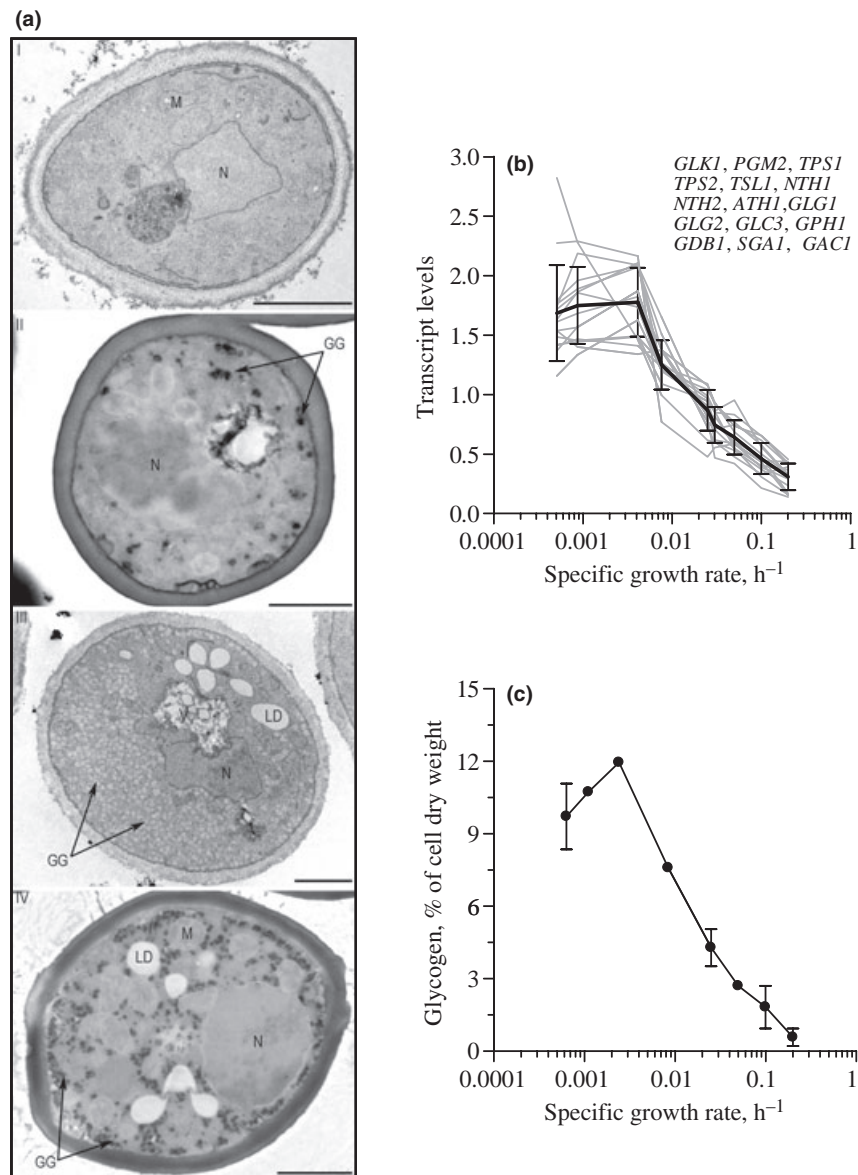 (a)
I
M
N
II
GG
N
III
LD
V
N
GG
IV
M
LD
N
GG
(b)
GLK1, PGM2, TPS1
TPS2, TSL1, NTH1
NTH2, ATH1,GLG1
GLG2, GLC3, GPH1
GDB1, SGA1, GAC1
Transcript levels
3.0
2.5
2.0
1.5
1.0
0.5
0.0
0.0001 0.001 0.01 0.1 1
Specific growth rate, h–1
(c)
Glycogen, % of cell dry weight
15
12
9
6
3
0
0.0001 0.001 0.01 0.1 1
Specific growth rate, h–1